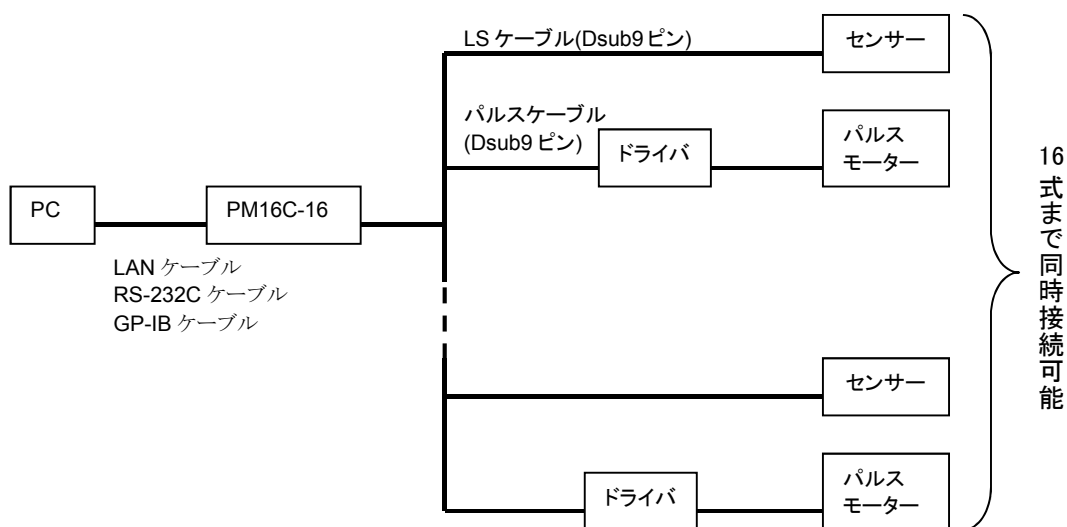 LS ケーブル(Dsub9 ピン)
センサー
パルスケーブル
(Dsub9 ピン)
ドライバ
パルス
モーター
PC
PM16C-16
LAN ケーブル
RS-232C ケーブル
GP-IB ケーブル
センサー
ドライバ
パルス
モーター
16式まで同時接続可能